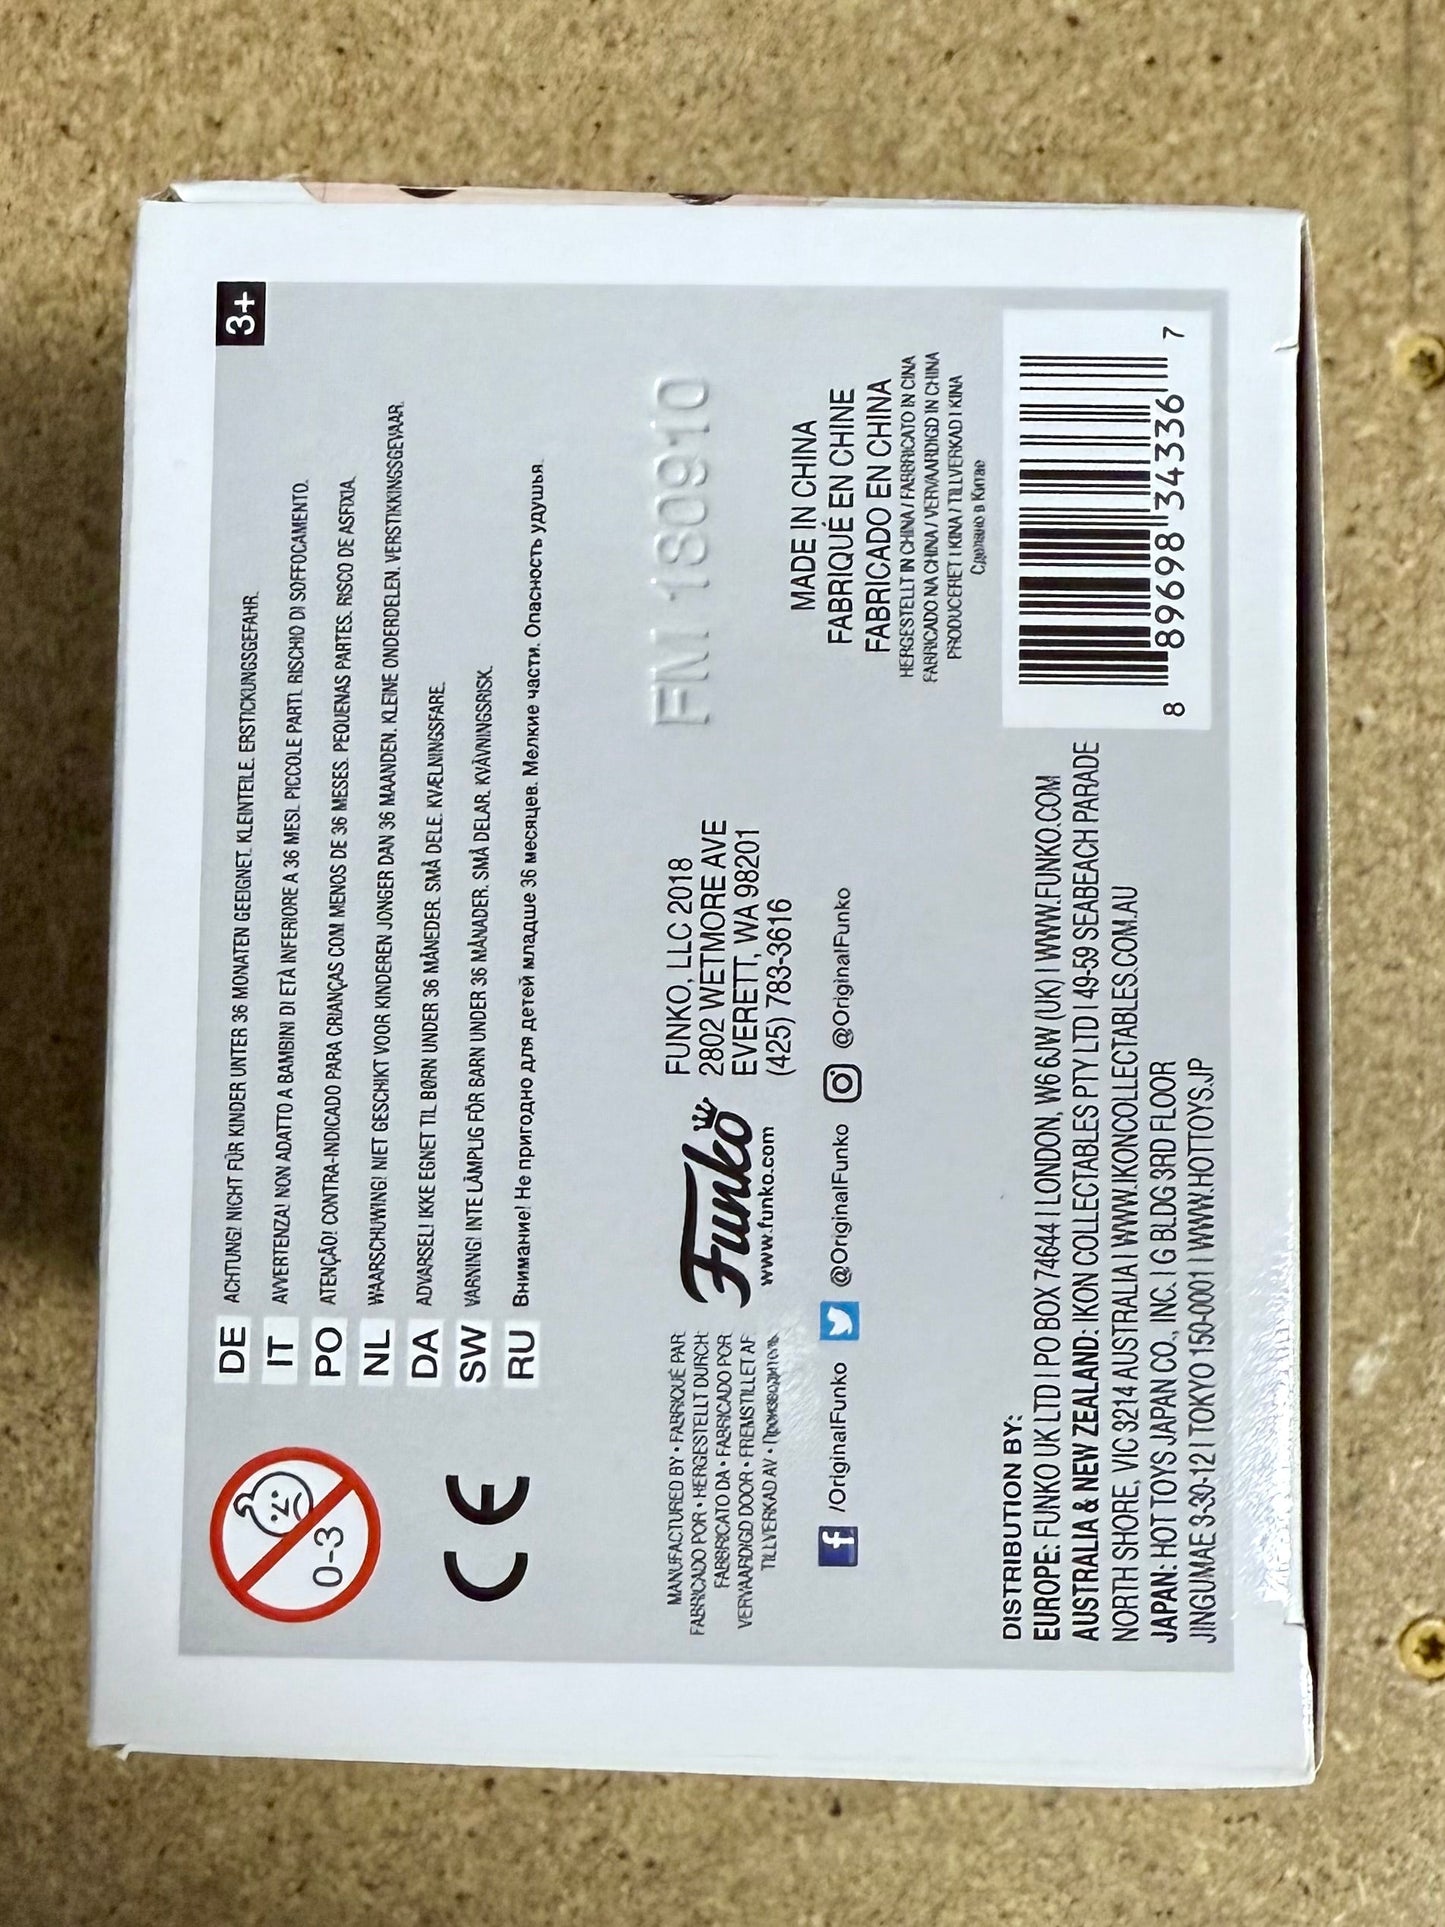 3+
DE ACHTUNG! NICHT FÜR KINDER UNTER 36 MONATEN GEEIGNET. KLEINTEILE. ERSTICKUNGSGEFAHR.
IT AVVERTENZA! NON ADATTO A BAMBINI DI ETÀ INFERIORE A 36 MESI. PICCOLE PARTI. RISCHIO DI SOFFOCAMENTO.
PO ATENÇÃO! CONTRA-INDICADO PARA CRIANÇAS COM MENOS DE 36 MESES. PEQUENAS PARTES. RISCO DE ASFIXIA.
NL WAARSCHUWING! NIET GESCHIKT VOOR KINDEREN JONGER DAN 36 MAANDEN. KLEINE ONDERDELEN. VERSTIKKINGSGEVAAR.
DA ADVARSEL! IKKE EGNET TIL BØRN UNDER 36 MÅNEDER. SMÅ DELE. KVÆLNINGSFARE.
SW VARNING! INTE LÄMPLIG FÖR BARN UNDER 36 MÅNADER. SMÅ DELAR. KVÄVNINGSRISK.
RU Внимание! Не пригодно для детей младше 36 месяцев. Мелкие части. Опасность удушья.
0-3
CE
MANUFACTURED BY • FABRIQUÉ PAR
FABRICADO POR • HERGESTELLT DURCH
FABBRICATO DA • FABRICADO POR
VERVAARDIGD DOOR • FREMSTILLET AF
TILLVERKAD AV • Производитель
Funko
www.funko.com
FUNKO, LLC 2018
2802 WETMORE AVE
EVERETT, WA 98201
(425) 783-3616
FM 180910
/OriginalFunko @OriginalFunko @OriginalFunko
MADE IN CHINA
FABRIQUÉ EN CHINE
FABRICADO EN CHINA
HERGESTELLT IN CHINA / FABBRICATO IN CINA
FABRICADO NA CHINA / VERVAARDIGD IN CHINA
PRODUCERET I KINA / TILLVERKAD I KINA
Сделано в Китае
DISTRIBUTION BY:
EUROPE: FUNKO UK LTD | PO BOX 74644 | LONDON, W6 6JW (UK) | WWW.FUNKO.COM
AUSTRALIA & NEW ZEALAND: IKON COLLECTABLES PTY LTD | 49-59 SEABEACH PARADE
NORTH SHORE, VIC 3214 AUSTRALIA | WWW.IKONCOLLECTABLES.COM.AU
JAPAN: HOT TOYS JAPAN CO., INC. | G BLDG 3RD FLOOR
JINGUMAE 3-30-12 | TOKYO 150-0001 | WWW.HOTTOYS.JP
8 89698 34336 7